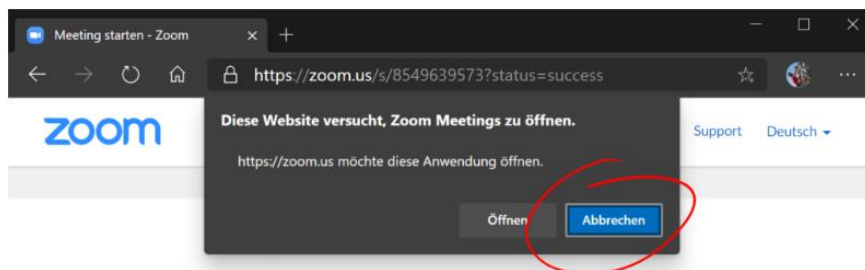 Meeting starten - Zoom
https://zoom.us/s/8549639573?status=success
zoom
Support
Deutsch
Diese Website versucht, Zoom Meetings zu öffnen.
https://zoom.us möchte diese Anwendung öffnen.
Öffnen
Abbrechen